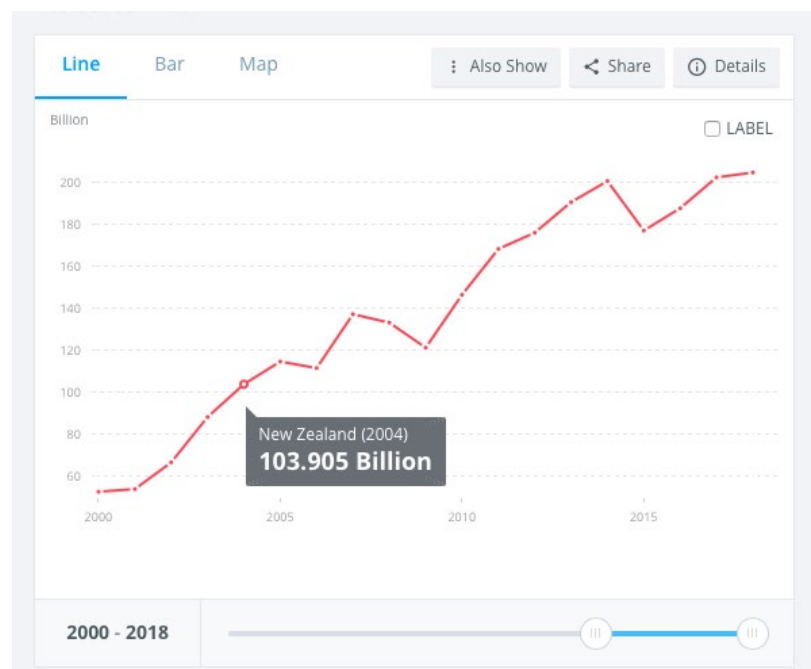 Line Bar Map Also Show Share Details
Billion
LABEL
200
180
160
140
120
100
80
60
New Zealand (2004)
103.905 Billion
2000 2005 2010 2015
2000 - 2018